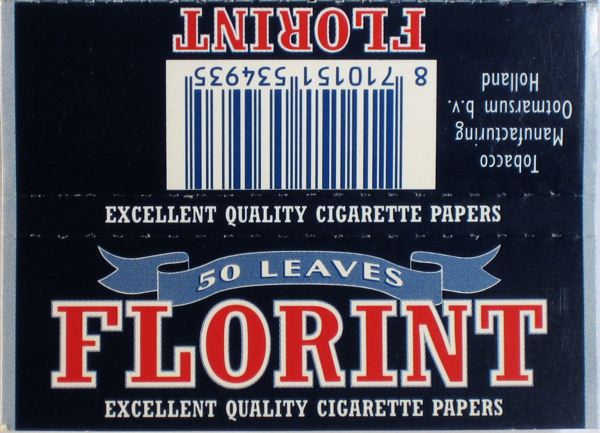 FLORINT
8 710151 534935
Tobacco
Manufacturing
Ootmarsum b.v.
Holland
EXCELLENT QUALITY CIGARETTE PAPERS
50 LEAVES
FLORINT
EXCELLENT QUALITY CIGARETTE PAPERS